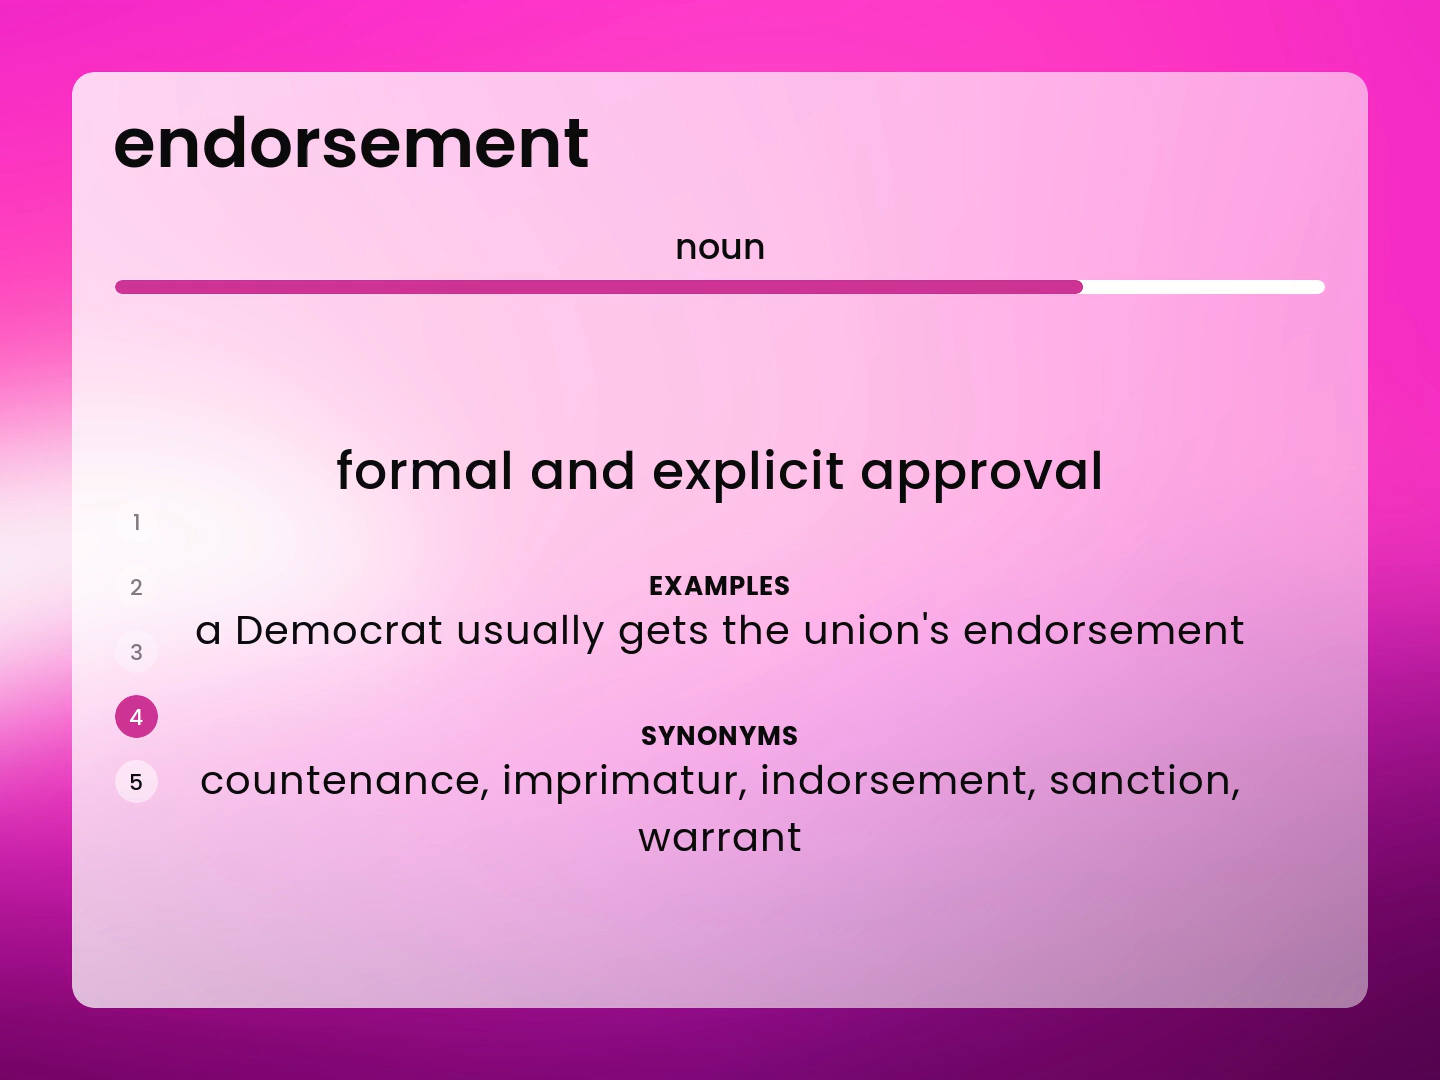 endorsement
noun
formal and explicit approval
1
2
3
4
5
EXAMPLES
a Democrat usually gets the union's endorsement
SYNONYMS
countenance, imprimatur, indorsement, sanction,
warrant